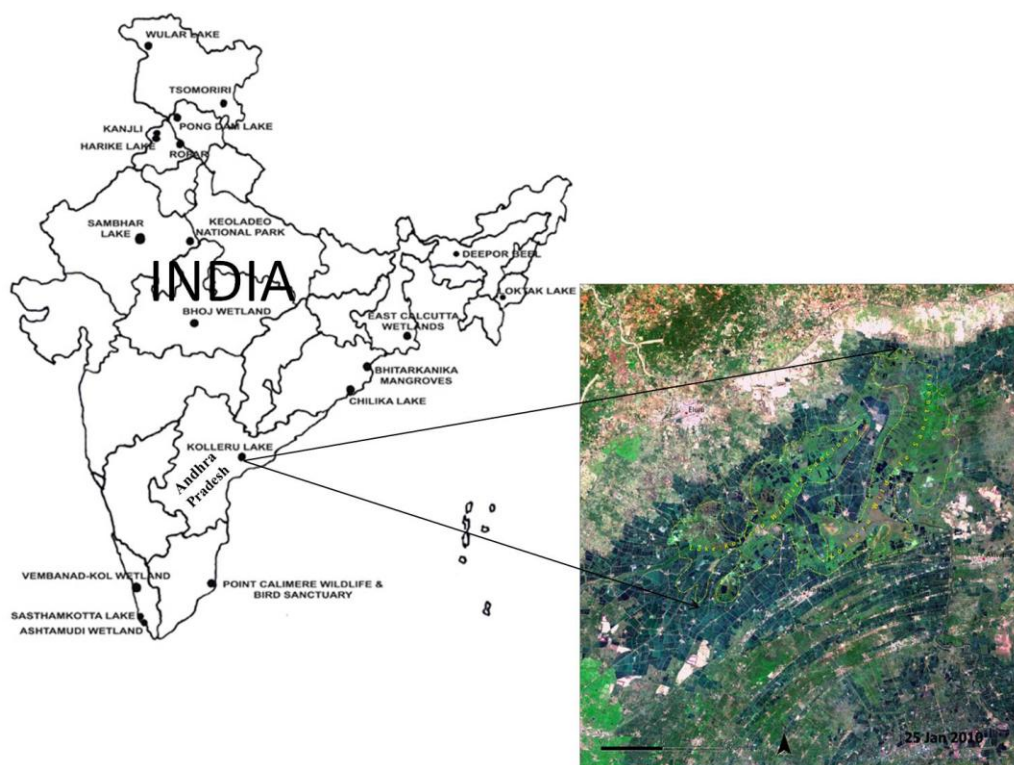 WULAR LAKE
TSOMORIRI
PONG DAM LAKE
KANJLI
HARIKE LAKE
ROPAR
SAMBHAR
LAKE
KEOLADEO
NATIONAL PARK
INDIA
DEEPOR BEEL
LOKTAK LAKE
BHOJ WETLAND
EAST CALCUTTA
WETLANDS
BHITARKANIKA
MANGROVES
CHILIKA LAKE
KOLLERU LAKE
Andhra
Pradesh
Eluru
VEMBANAD-KOL WETLAND
POINT CALIMERE WILDLIFE &
BIRD SANCTUARY
SASTHAMKOTTA LAKE
ASHTAMUDI WETLAND
25 Jan 2010